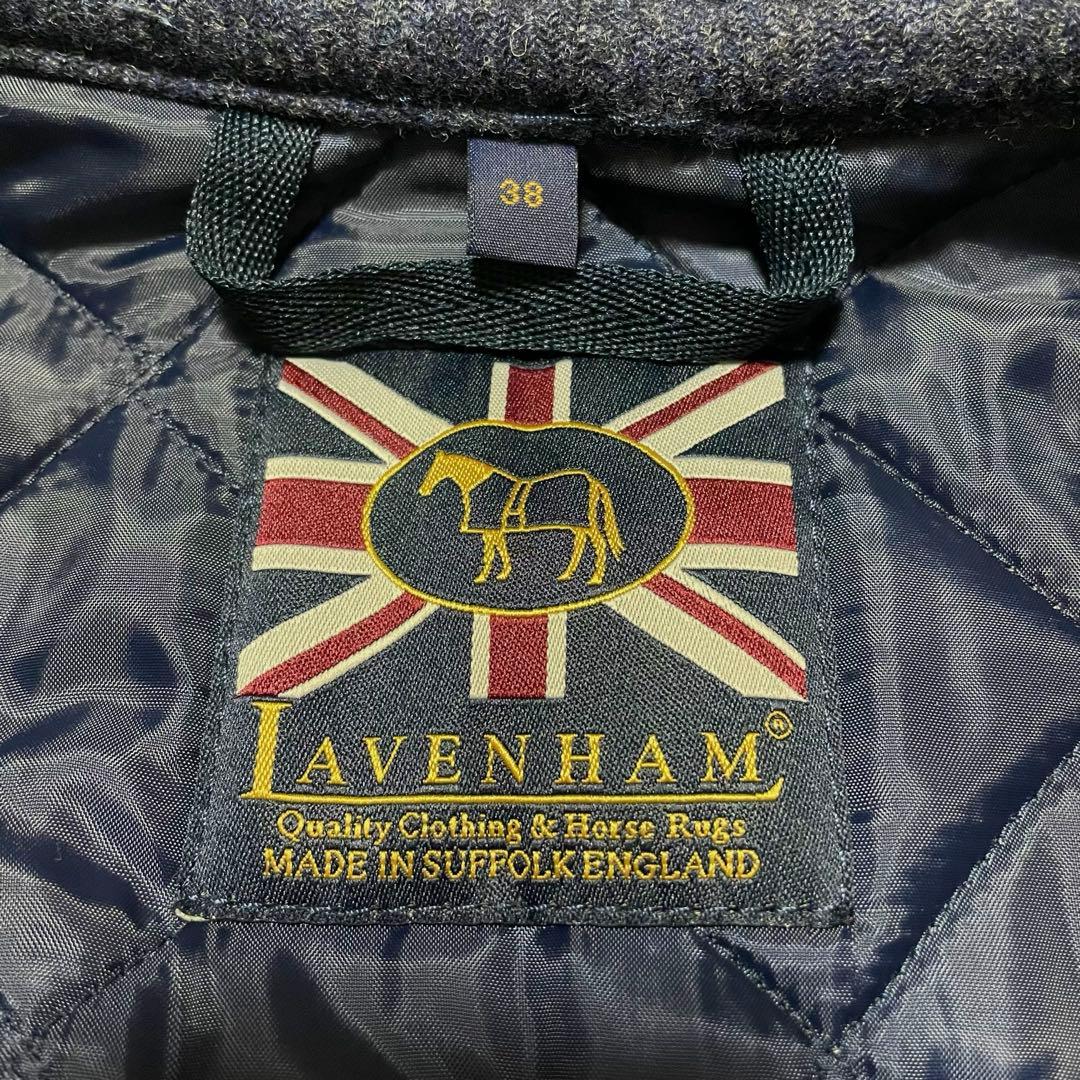 38
LAVENHAM®
Quality Clothing & Horse Rugs
MADE IN SUFFOLK ENGLAND